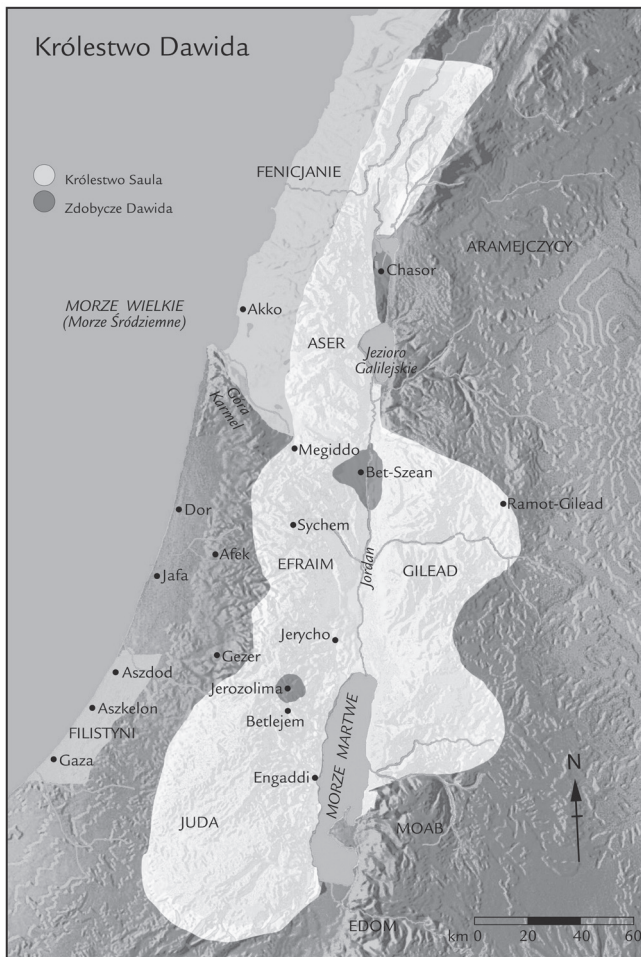 Królestwo Dawida
Królestwo Saula
Zdobycze Dawida
FENICJANIE
ARAMEJCZYCY
Chasor
MORZE WIELKIE
(Morze Śródziemne)
Akko
ASER
Jezioro
Galilejskie
Góra
Karmel
Megiddo
Bet-Szean
Ramot-Gilead
Dor
Sychem
Afek
EFRAIM
Jordan
GILEAD
Jafa
Jerycho
Gezer
Aszdod
Jerozolima
Aszkelon
Betlejem
FILISTYNI
Gaza
Engaddi
MORZE MARTWE
N
JUDA
MOAB
EDOM
km 0 20 40 60